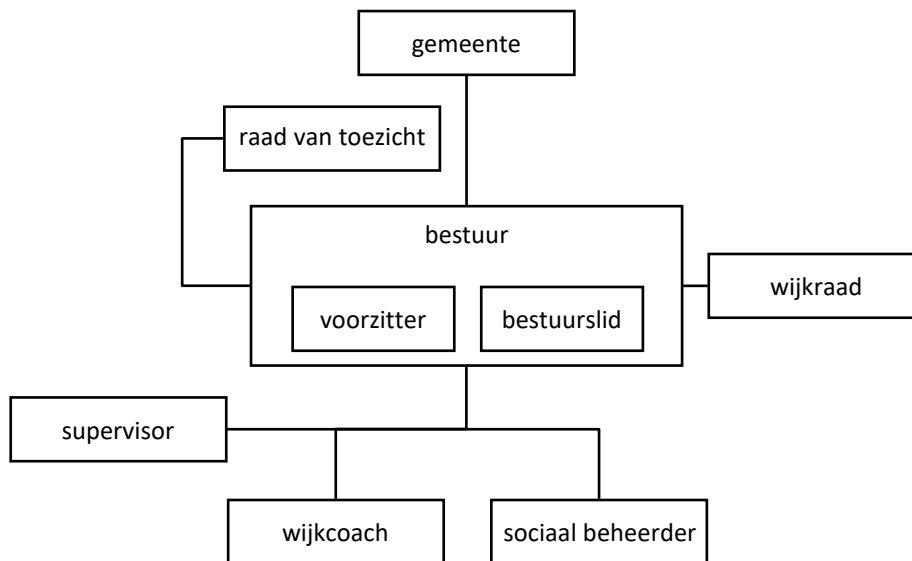 gemeente
raad van toezicht
bestuur
wijkraad
voorzitter
bestuurslid
supervisor
wijkcoach
sociaal beheerder